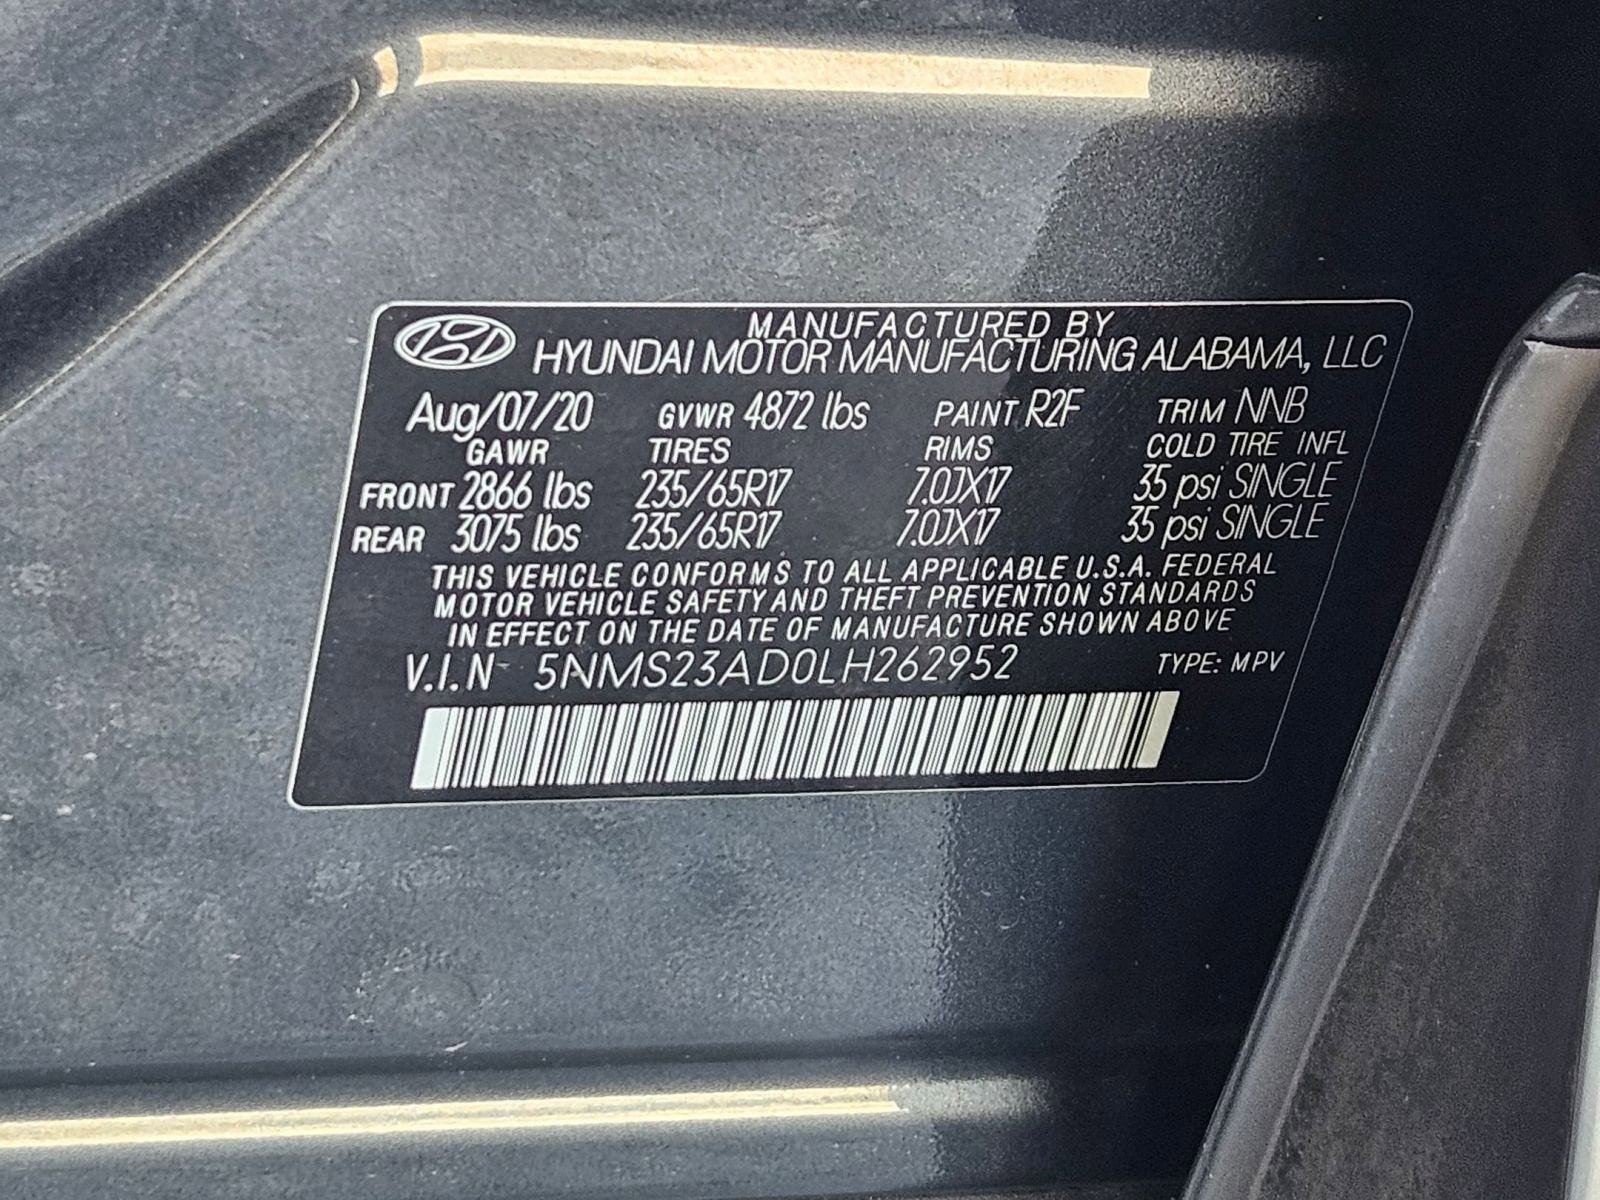 MANUFACTURED BY
HYUNDAI MOTOR MANUFACTURING ALABAMA, LLC
Aug/07/20 GVWR 4872 lbs PAINT R2F TRIM NNB
GAWR TIRES RIMS COLD TIRE INFL
FRONT 2866 lbs 235/65R17 7.0JX17 35 psi SINGLE
REAR 3075 lbs 235/65R17 7.0JX17 35 psi SINGLE
THIS VEHICLE CONFORMS TO ALL APPLICABLE U.S.A. FEDERAL
MOTOR VEHICLE SAFETY AND THEFT PREVENTION STANDARDS
IN EFFECT ON THE DATE OF MANUFACTURE SHOWN ABOVE
V.I.N 5NMS23AD0LH262952 TYPE: MPV